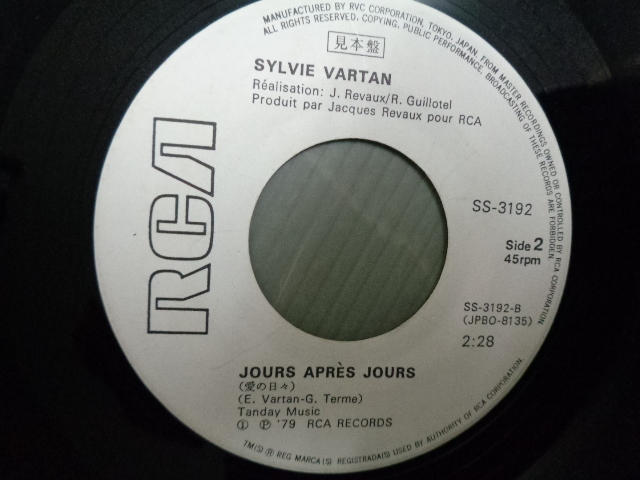 MANUFACTURED BY RVC CORPORATION, TOKYO, JAPAN, FROM MASTER RECORDINGS OWNED OR CONTROLLED BY RCA CORPORATION.
ALL RIGHTS RESERVED. COPYING, PUBLIC PERFORMANCE, BROADCASTING OF THESE RECORDS ARE FORBIDDEN.
見本盤
SYLVIE VARTAN
Réalisation: J. Revaux/R. Guillotel
Produit par Jacques Revaux pour RCA
RCA
SS-3192
Side 2
45rpm
SS-3192-B
(JPBO-8135)
2:28
JOURS APRÈS JOURS
(愛の日々)
(E. Vartan-G. Terme)
Tanday Music
Ⓛ Ⓟ '79 RCA RECORDS
TM(S) ® REG MARCA(S) REGISTRADA(S) USED BY AUTHORITY OF RCA CORPORATION.